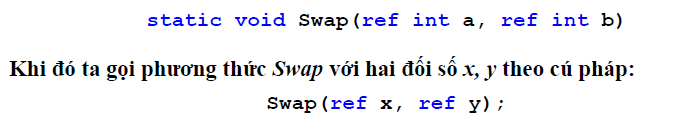 static void Swap(ref int a, ref int b)
Khi đó ta gọi phương thức Swap với hai đối số x, y theo cú pháp:
Swap(ref x, ref y);